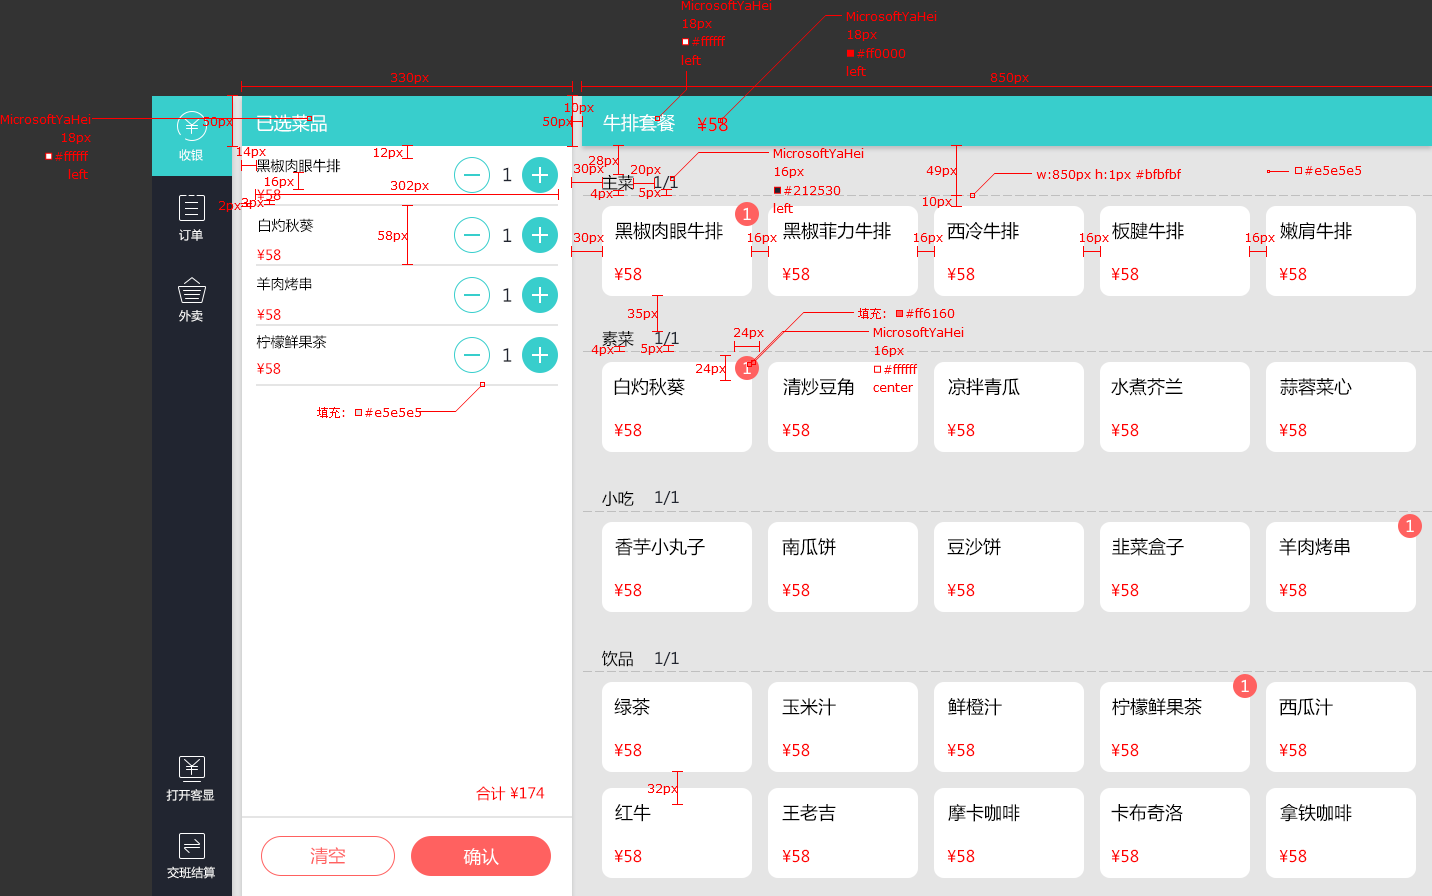 MicrosoftYaHei
18px
#ffffff
left
MicrosoftYaHei
18px
#ff0000
left
330px
850px
MicrosoftYaHei
18px
#ffffff
left
50px
收银
订单
外卖
打开客显
交班结算
已选菜品
50px
10px
牛排套餐
¥58
14px
12px
黑椒肉眼牛排
1
16px
302px
¥58
2px
3px
白灼秋葵
1
58px
¥58
羊肉烤串
1
¥58
柠檬鲜果茶
1
¥58
填充：
#e5e5e5
合计 ¥174
清空
确认
28px
30px
20px
主菜
1/1
4px
5px
MicrosoftYaHei
16px
#212530
left
49px
10px
w:850px h:1px #bfbfbf
#e5e5e5
30px
黑椒肉眼牛排
1
¥58
16px
黑椒菲力牛排
¥58
16px
西冷牛排
¥58
16px
板腱牛排
¥58
16px
嫩肩牛排
¥58
35px
填充：
#ff6160
MicrosoftYaHei
16px
#ffffff
center
24px
24px
素菜
1/1
4px
5px
白灼秋葵
1
¥58
清炒豆角
¥58
凉拌青瓜
¥58
水煮芥兰
¥58
蒜蓉菜心
¥58
小吃
1/1
香芋小丸子
¥58
南瓜饼
¥58
豆沙饼
¥58
韭菜盒子
¥58
羊肉烤串
1
¥58
饮品
1/1
绿茶
¥58
玉米汁
¥58
鲜橙汁
¥58
柠檬鲜果茶
1
¥58
西瓜汁
¥58
32px
红牛
¥58
王老吉
¥58
摩卡咖啡
¥58
卡布奇洛
¥58
拿铁咖啡
¥58